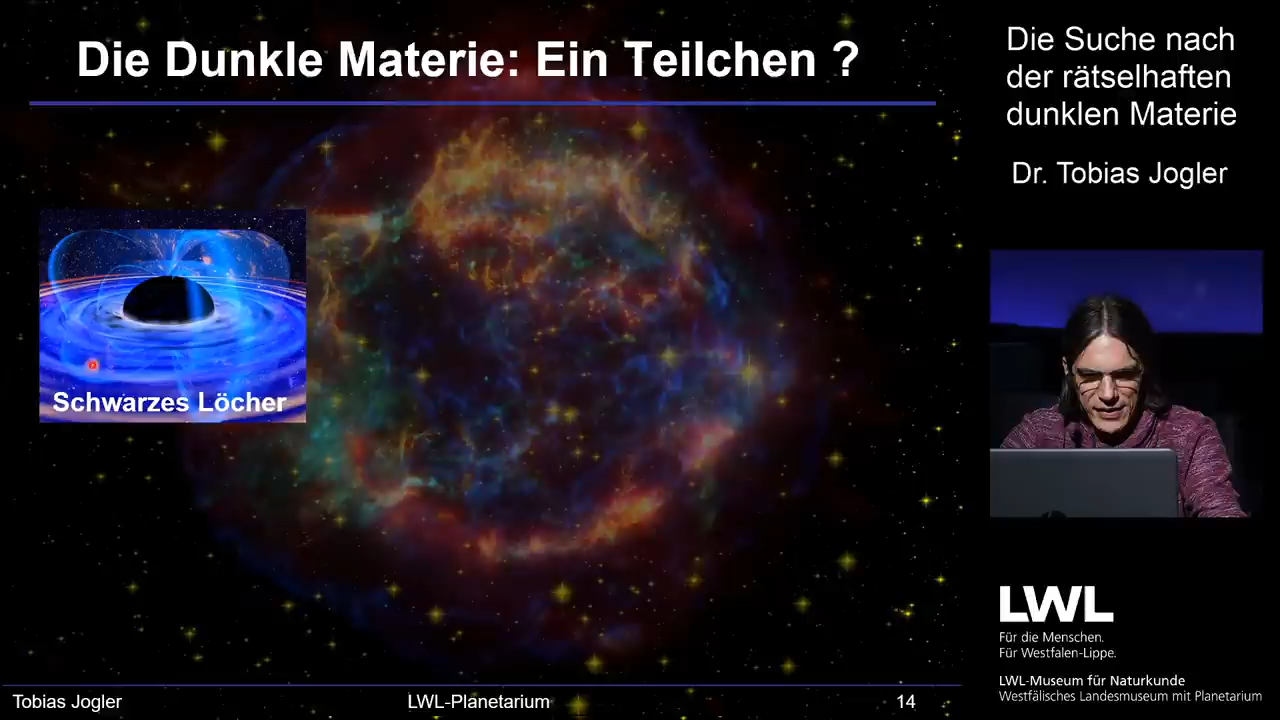 Die Dunkle Materie: Ein Teilchen ?
Schwarzes Löcher
Tobias Jogler
LWL-Planetarium
14
Die Suche nach
der rätselhaften
dunklen Materie
Dr. Tobias Jogler
LWL
Für die Menschen.
Für Westfalen-Lippe.
LWL-Museum für Naturkunde
Westfälisches Landesmuseum mit Planetarium